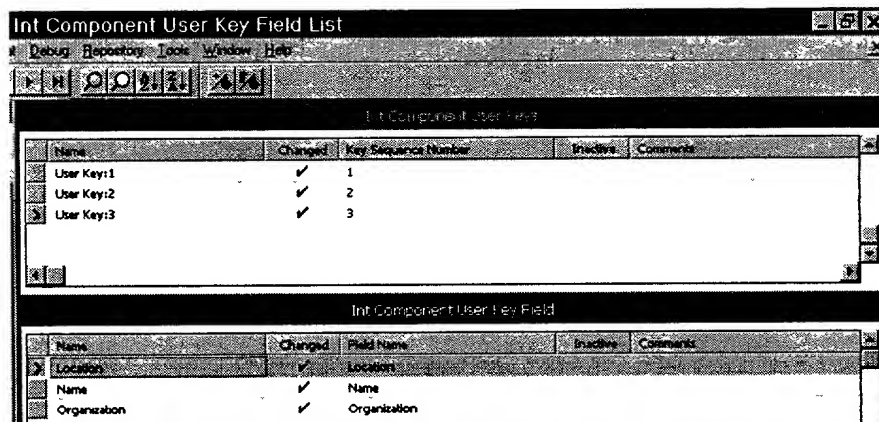 Int Component User Key Field List
Debug Repository Tools Window Help
Int Component User Keys
Name Changed Key Sequence Number Inactive Comments
User Key:1 ✔ 1
User Key:2 ✔ 2
User Key:3 ✔ 3
Int Component User Key Field
Name Changed Field Name Inactive Comments
Location ✔ Location
Name ✔ Name
Organization ✔ Organization